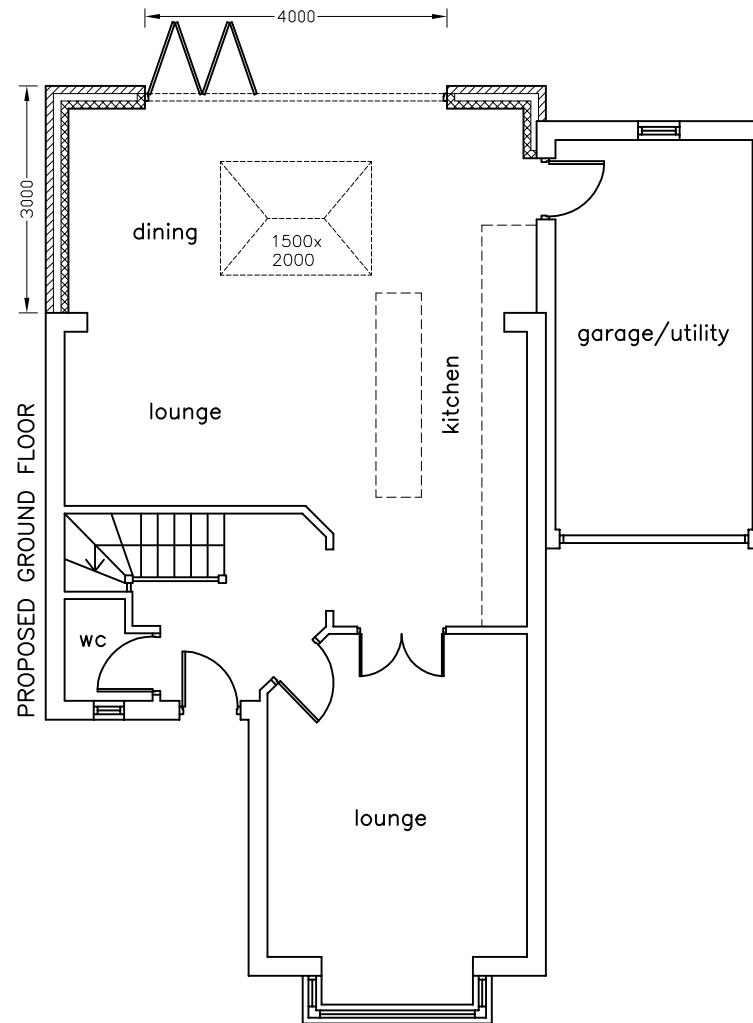 4000
3000
dining
1500x
2000
garage/utility
kitchen
lounge
PROPOSED GROUND FLOOR
WC
lounge